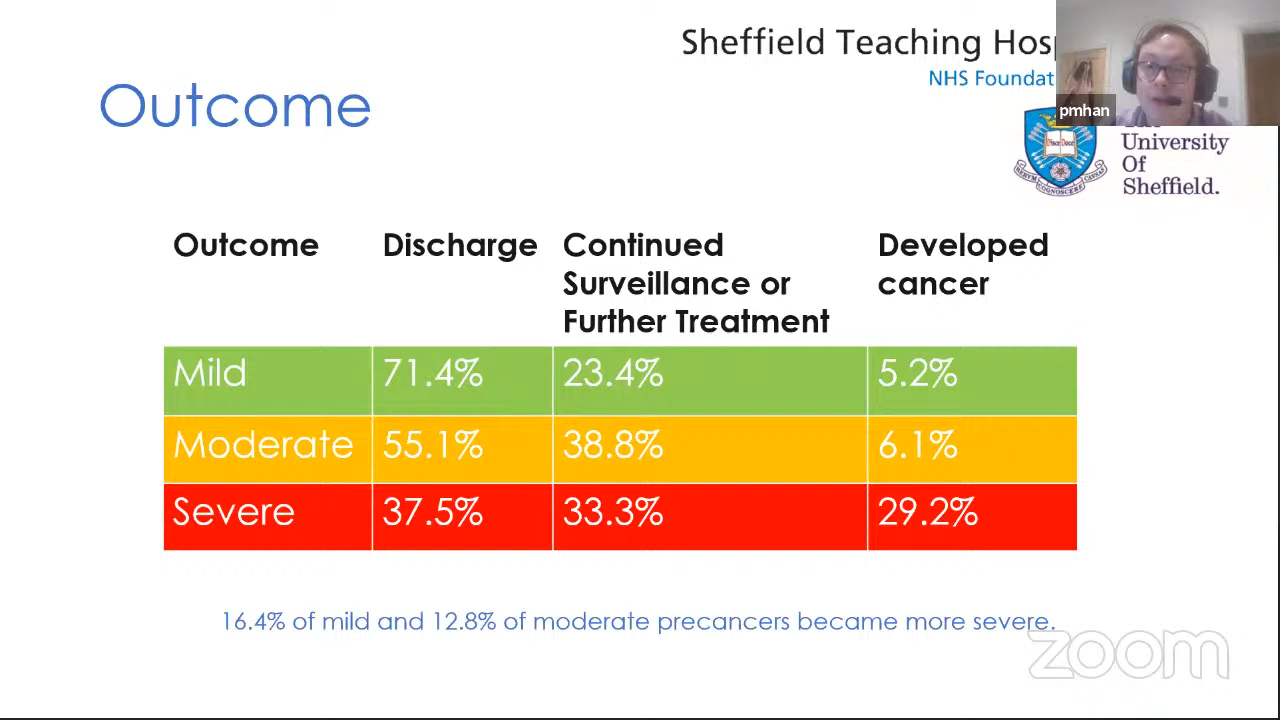 Sheffield Teaching Hosp
NHS Foundat
pmhan
Outcome
University
Of
Sheffield.
Outcome Discharge Continued Surveillance or Further Treatment Developed cancer
Mild 71.4% 23.4% 5.2%
Moderate 55.1% 38.8% 6.1%
Severe 37.5% 33.3% 29.2%
16.4% of mild and 12.8% of moderate precancers became more severe.
zoom